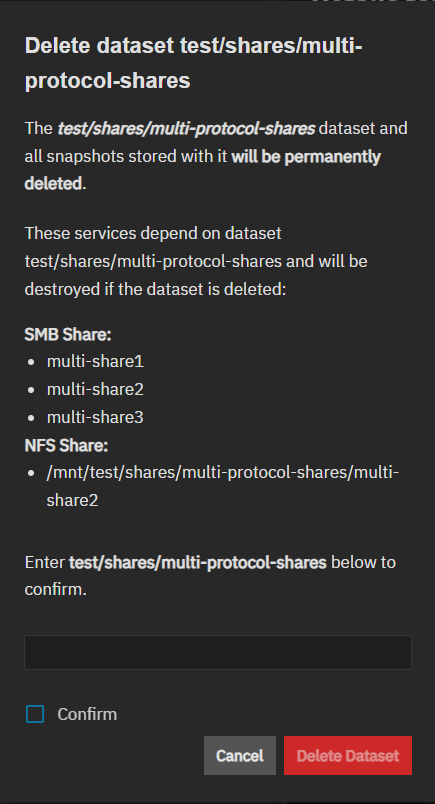 Delete dataset test/shares/multi-
protocol-shares
The test/shares/multi-protocol-shares dataset and
all snapshots stored with it will be permanently
deleted.
These services depend on dataset
test/shares/multi-protocol-shares and will be
destroyed if the dataset is deleted:
SMB Share:
• multi-share1
• multi-share2
• multi-share3
NFS Share:
• /mnt/test/shares/multi-protocol-shares/multi-
share2
Enter test/shares/multi-protocol-shares below to
confirm.
Confirm
Cancel Delete Dataset